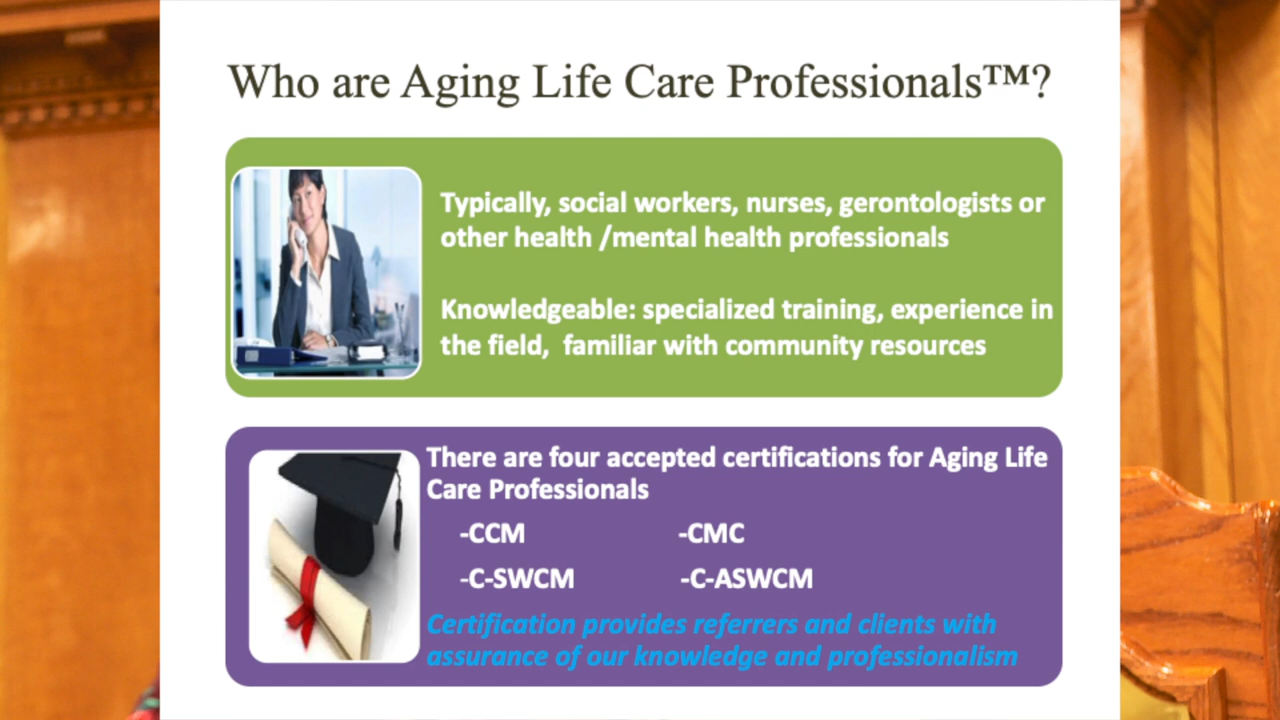 Who are Aging Life Care Professionals™?
Typically, social workers, nurses, gerontologists or
other health /mental health professionals
Knowledgeable: specialized training, experience in
the field,  familiar with community resources
There are four accepted certifications for Aging Life
Care Professionals
-CCM -CMC
-C-SWCM -C-ASWCM
Certification provides referrers and clients with
assurance of our knowledge and professionalism